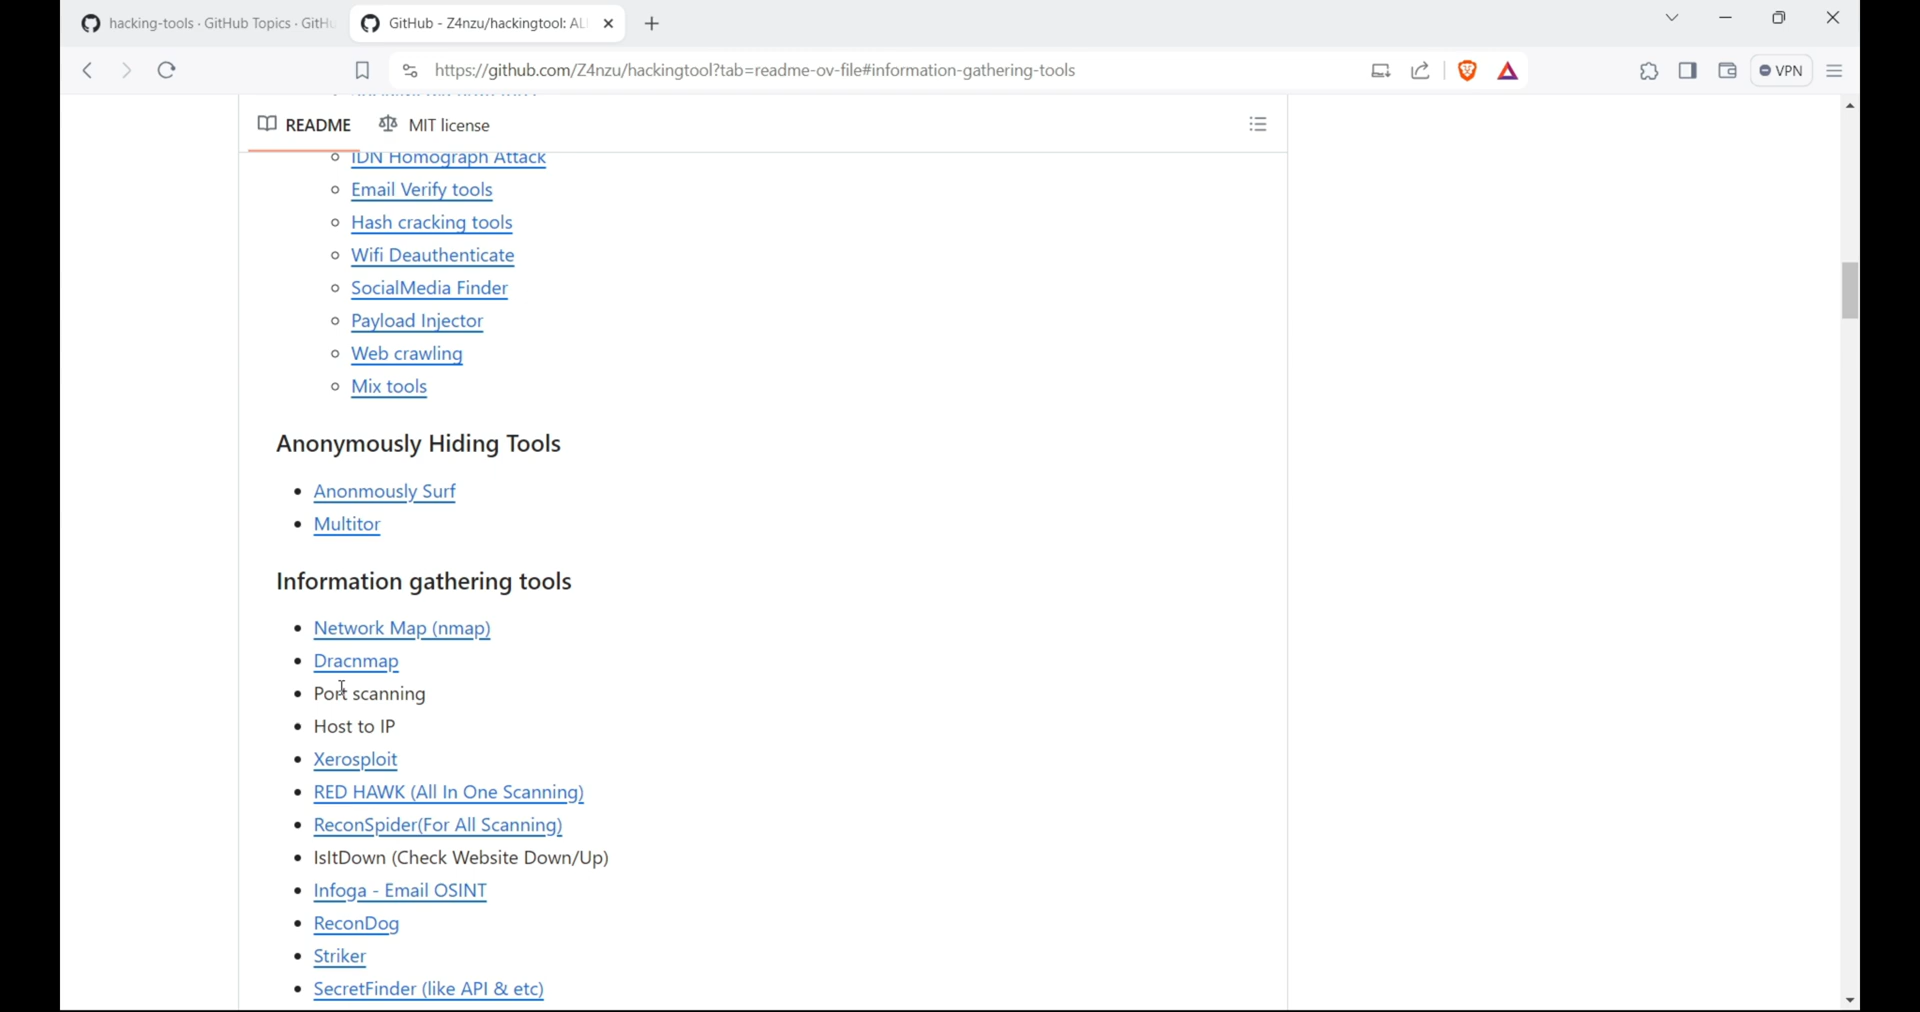 hacking-tools · GitHub Topics · GitHu
GitHub - Z4nzu/hackingtool: AL
https://github.com/Z4nzu/hackingtool?tab=readme-ov-file#information-gathering-tools
VPN
README
MIT license
IDN Homograph Attack
Email Verify tools
Hash cracking tools
Wifi Deauthenticate
SocialMedia Finder
Payload Injector
Web crawling
Mix tools
Anonymously Hiding Tools
Anonmously Surf
Multitor
Information gathering tools
Network Map (nmap)
Dracnmap
Port scanning
Host to IP
Xerosploit
RED HAWK (All In One Scanning)
ReconSpider(For All Scanning)
IsItDown (Check Website Down/Up)
Infoga - Email OSINT
ReconDog
Striker
SecretFinder (like API & etc)